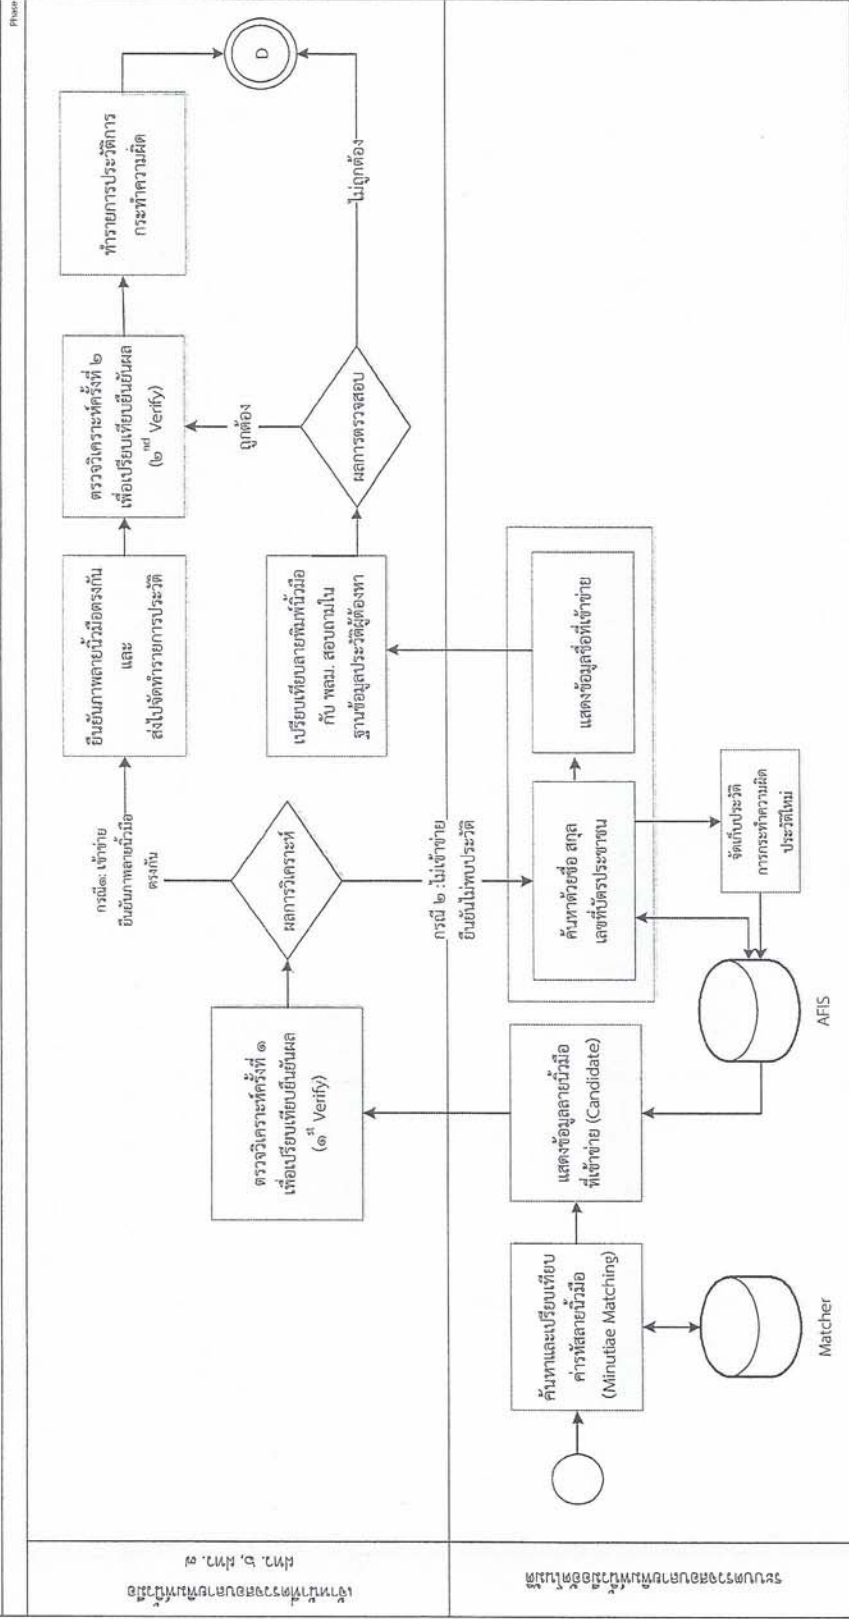 Phase
เจ้าหน้าที่ตรวจสอบลายพิมพ์นิ้วมือ
ฝทว. ๖, ฝทว. ๗
ระบบตรวจสอบลายพิมพ์นิ้วมืออัตโนมัติ
ค้นหาและเปรียบเทียบ
ค่ารหัสลายนิ้วมือ
(Minutiae Matching)
Matcher
แสดงข้อมูลลายนิ้วมือ
ที่เข้าข่าย (Candidate)
AFIS
ตรวจวิเคราะห์ครั้งที่ ๑
เพื่อเปรียบเทียบยืนยันผล
(๑st Verify)
ผลการวิเคราะห์
กรณี๑: เข้าข่าย
ยืนยันภาพลายนิ้วมือ
ตรงกัน
กรณี ๒ :ไม่เข้าข่าย
ยืนยันไม่พบประวัติ
ค้นหาด้วยชื่อ สกุล
เลขที่บัตรประชาชน
จัดเก็บประวัติ
การกระทำความผิด
ประวัติใหม่
แสดงข้อมูลชื่อที่เข้าข่าย
เปรียบเทียบลายพิมพ์นิ้วมือ
กับ พลม. สอบถามใน
ฐานข้อมูลประวัติผู้ต้องหา
ยืนยันภาพลายนิ้วมือตรงกัน
และ
ส่งไปจัดทำรายการประวัติ
ผลการตรวจสอบ
ถูกต้อง
ไม่ถูกต้อง
ตรวจวิเคราะห์ครั้งที่ ๒
เพื่อเปรียบเทียบยืนยันผล
(๒nd Verify)
ทำรายการประวัติการ
กระทำความผิด
D